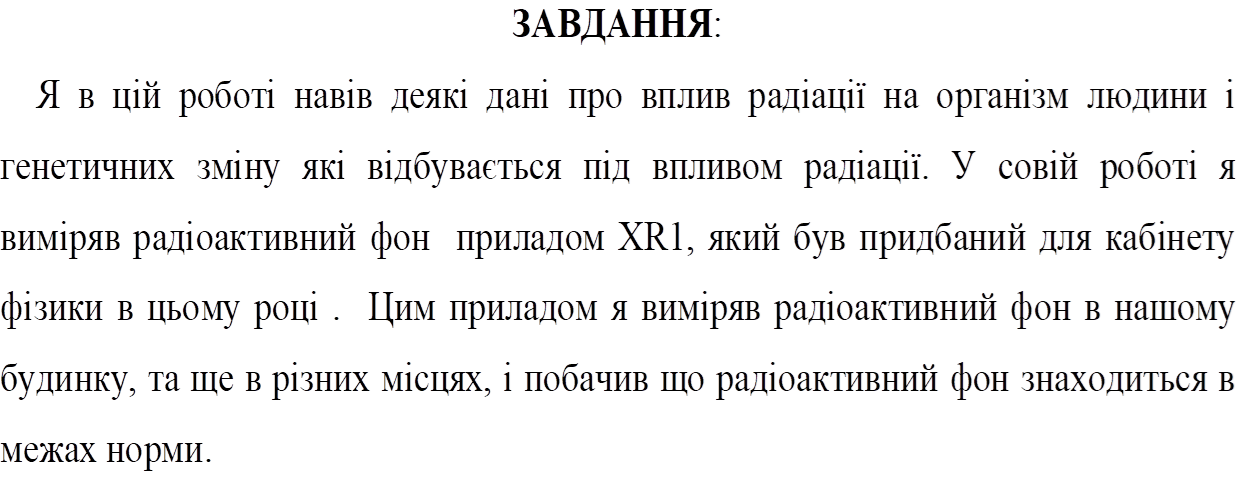 ЗАВДАННЯ:
Я в цій роботі навів деякі дані про вплив радіації на організм людини і
генетичних зміну які відбувається під впливом радіації. У совій роботі я
виміряв радіоактивний фон  приладом XR1, який був придбаний для кабінету
фізики в цьому році .  Цим приладом я виміряв радіоактивний фон в нашому
будинку, та ще в різних місцях, і побачив що радіоактивний фон знаходиться в
межах норми.